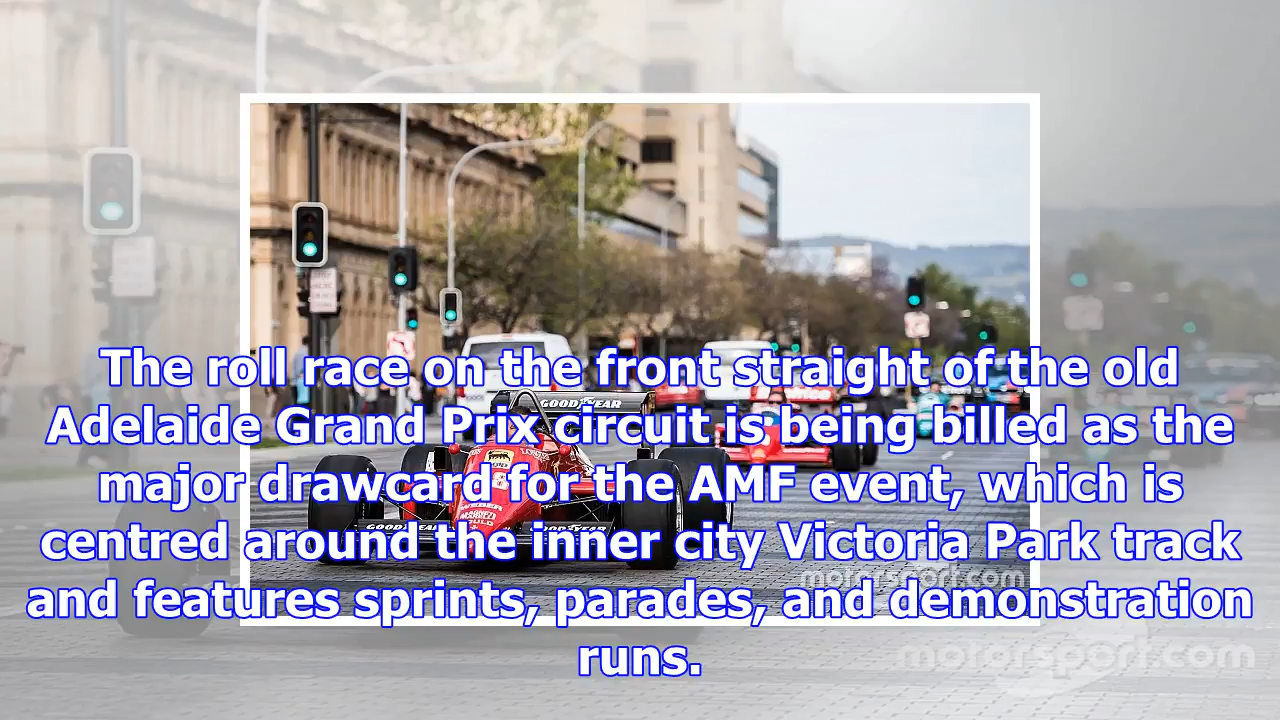 The roll race on the front straight of the old
Adelaide Grand Prix circuit is being billed as the
major drawcard for the AMF event, which is
centred around the inner city Victoria Park track
and features sprints, parades, and demonstration
runs.
GOODYEAR
GOODYEAR
motorsport.com
motorsport.com